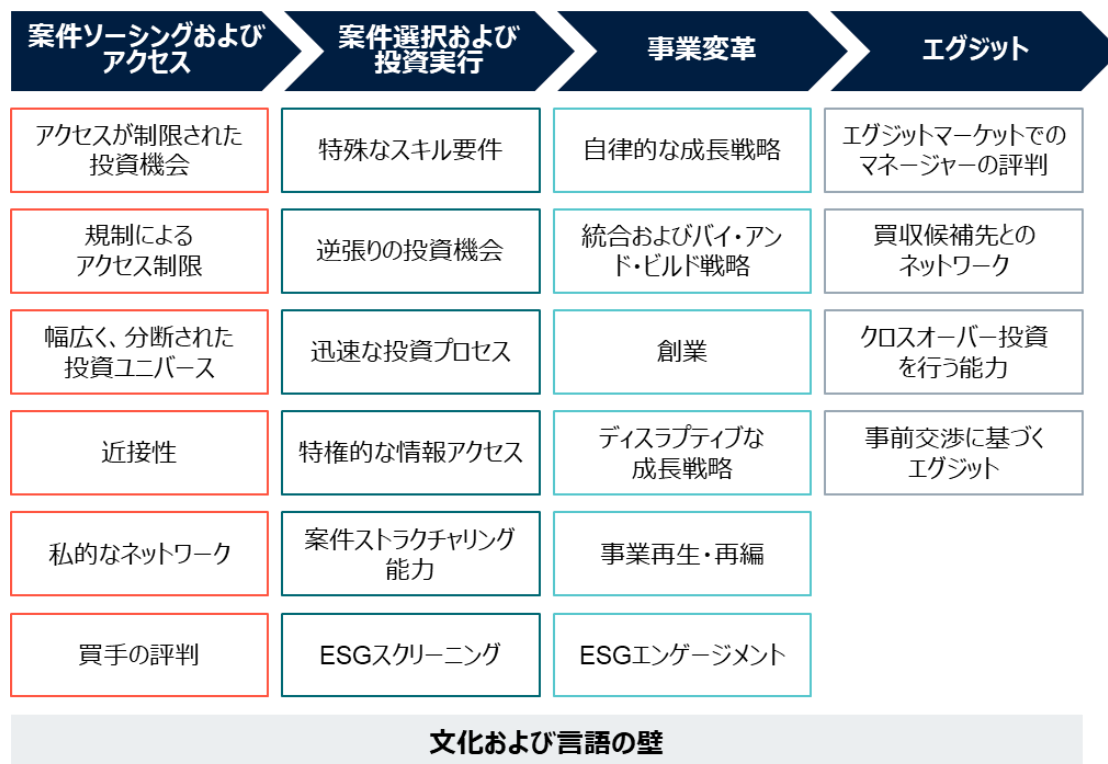 案件ソーシングおよび
アクセス
案件選択および
投資実行
事業変革
エグジット
アクセスが制限された
投資機会
特殊なスキル要件
自律的な成長戦略
エグジットマーケットでの
マネージャーの評判
規制による
アクセス制限
逆張りの投資機会
統合およびバイ・アン
ド・ビルド戦略
買収候補先との
ネットワーク
幅広く、分断された
投資ユニバース
迅速な投資プロセス
創業
クロスオーバー投資
を行う能力
近接性
特権的な情報アクセス
ディスラプティブな
成長戦略
事前交渉に基づく
エグジット
私的なネットワーク
案件ストラクチャリング
能力
事業再生・再編
買手の評判
ESGスクリーニング
ESGエンゲージメント
文化および言語の壁